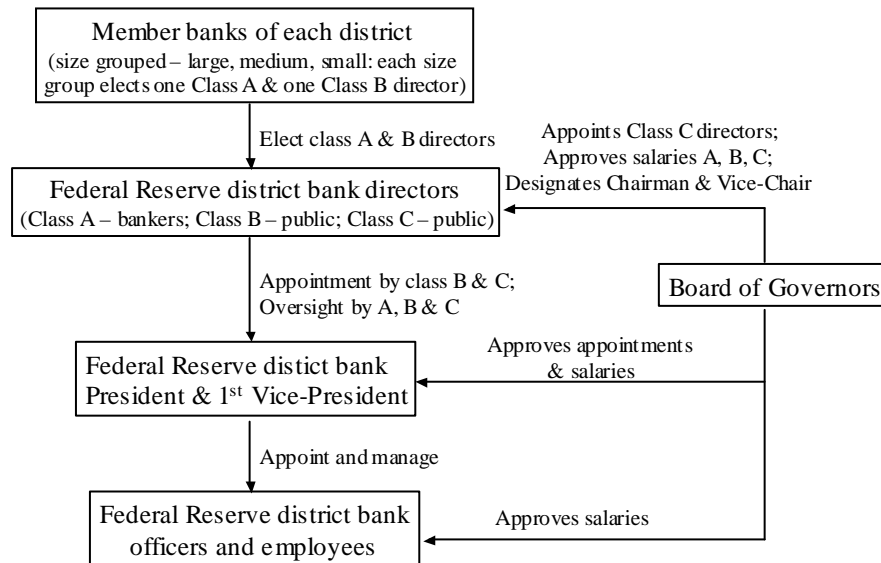 Member banks of each district
(size grouped – large, medium, small: each size
group elects one Class A & one Class B director)
Elect class A & B directors
Appoints Class C directors;
Approves salaries A, B, C;
Designates Chairman & Vice-Chair
Federal Reserve district bank directors
(Class A – bankers; Class B – public; Class C – public)
Appointment by class B & C;
Oversight by A, B & C
Board of Governors
Federal Reserve distict bank
President & 1st Vice-President
Approves appointments
& salaries
Appoint and manage
Federal Reserve district bank
officers and employees
Approves salaries